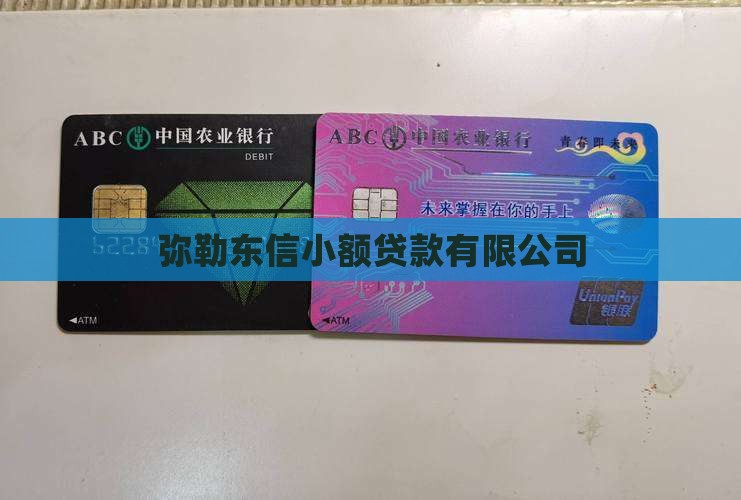 ABC 中国农业银行
DEBIT
ABC 中国农业银行
青春即未来
未来掌握在你的手上
弥勒东信小额贷款有限公司
◄ATM
◄ATM
UnionPay
银联